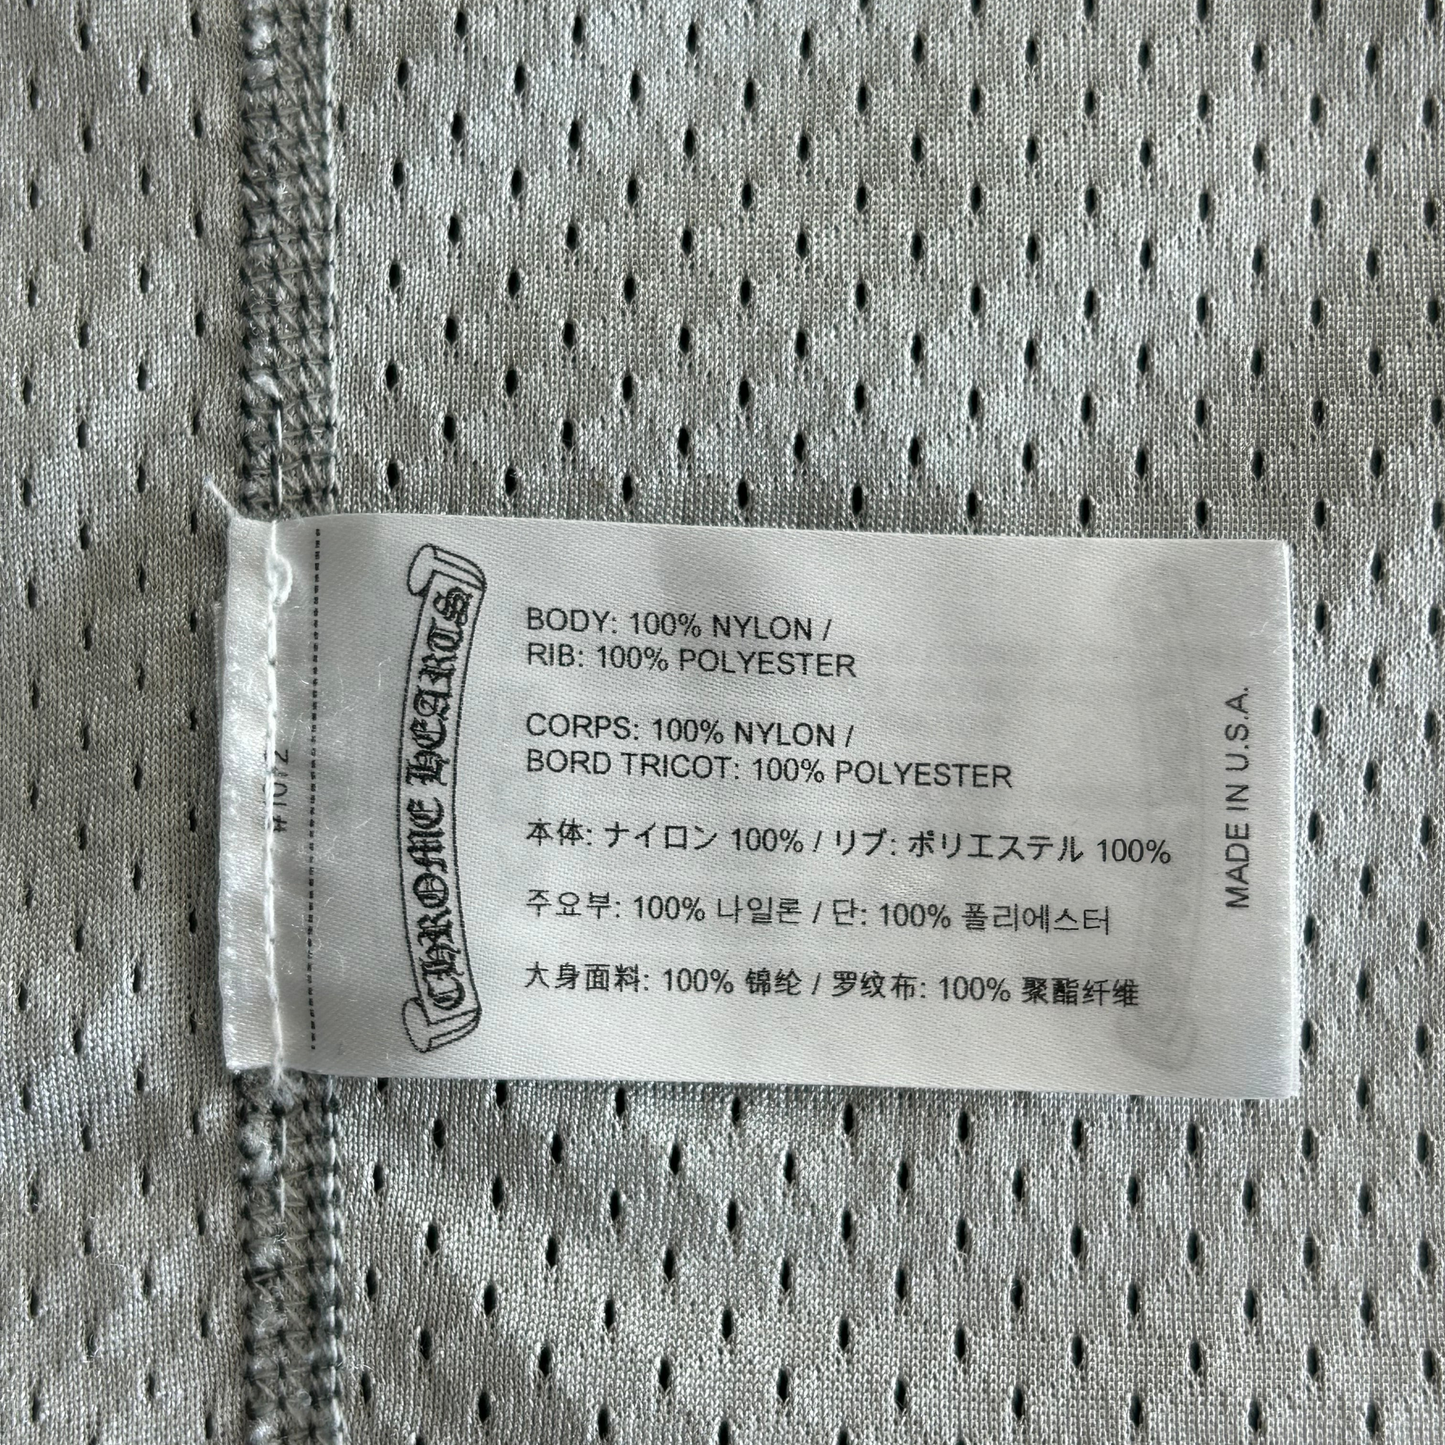 CHROME HEARTS
BODY: 100% NYLON /
RIB: 100% POLYESTER
CORPS: 100% NYLON /
BORD TRICOT: 100% POLYESTER
本体: ナイロン 100% / リブ: ポリエステル 100%
주요부: 100% 나일론 / 단: 100% 폴리에스터
大身面料: 100% 锦纶 / 罗纹布: 100% 聚酯纤维
MADE IN U.S.A.